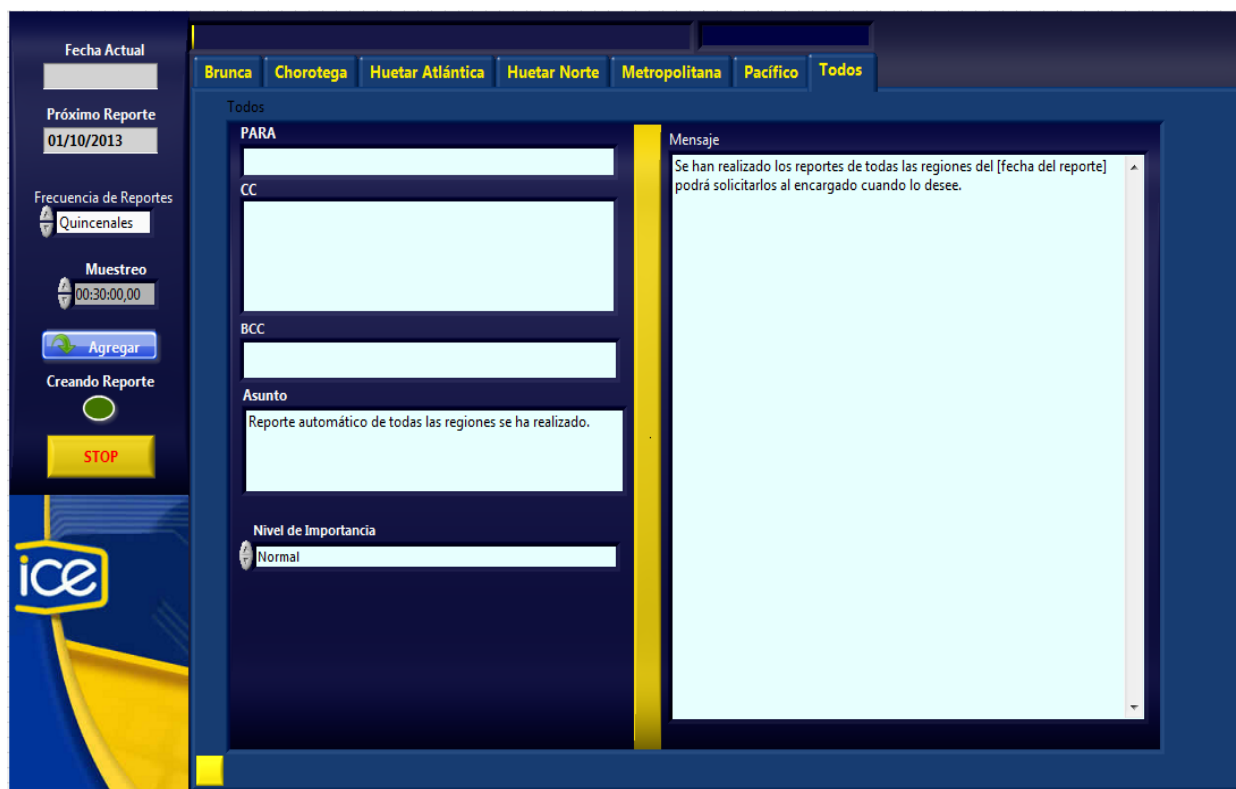 Fecha Actual
Próximo Reporte
01/10/2013
Frecuencia de Reportes
Quincenales
Muestreo
00:30:00,00
Agregar
Creando Reporte
STOP
ice
Brunca Chorotega Huetar Atlántica Huetar Norte Metropolitana Pacífico Todos
Todos
PARA
CC
BCC
Asunto
Reporte automático de todas las regiones se ha realizado.
Nivel de Importancia
Normal
Mensaje
Se han realizado los reportes de todas las regiones del [fecha del reporte]
podrá solicitarlos al encargado cuando lo desee.